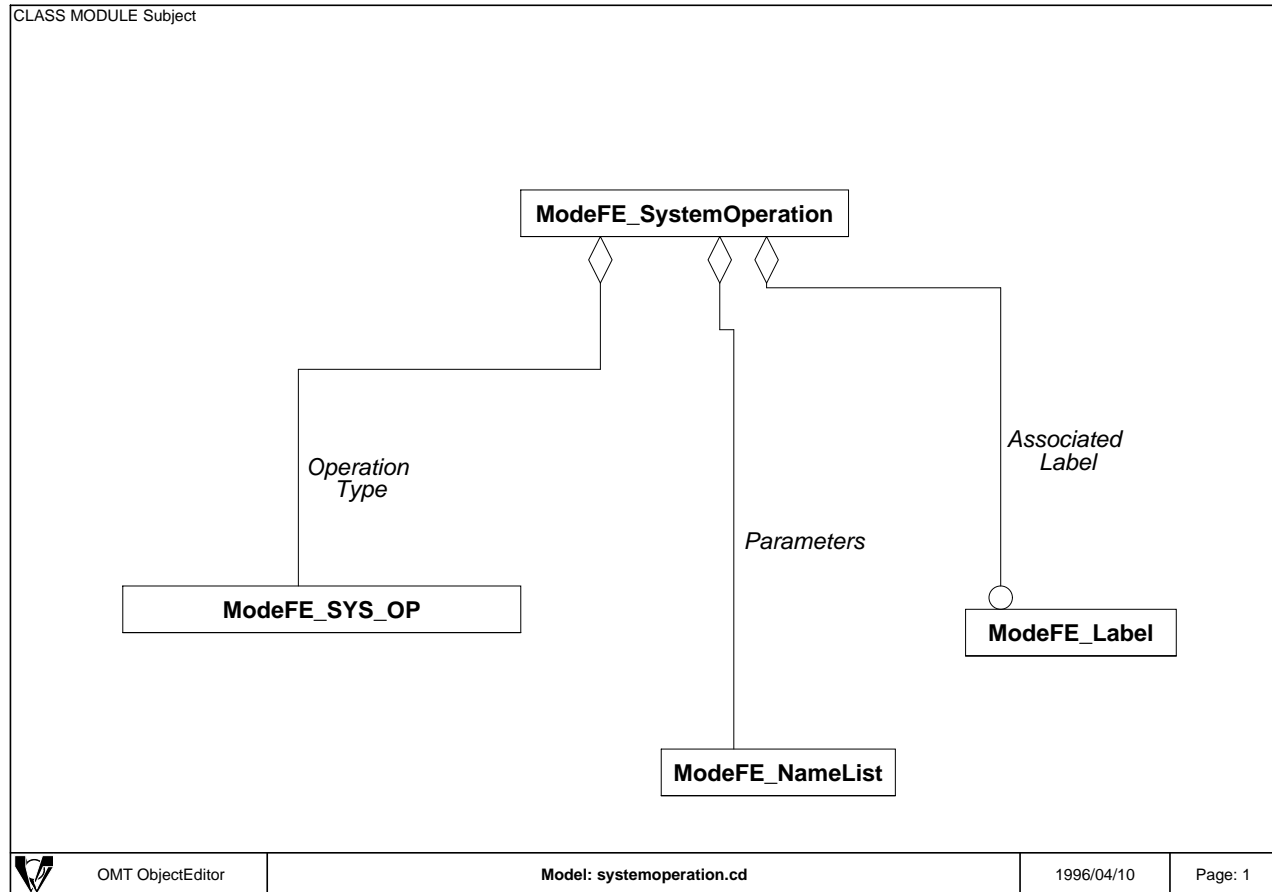 CLASS MODULE Subject
ModeFE_SystemOperation
Associated
Label
Operation
Type
Parameters
ModeFE_SYS_OP
ModeFE_Label
ModeFE_NameList
OMT ObjectEditor
Model: systemoperation.cd
1996/04/10
Page: 1